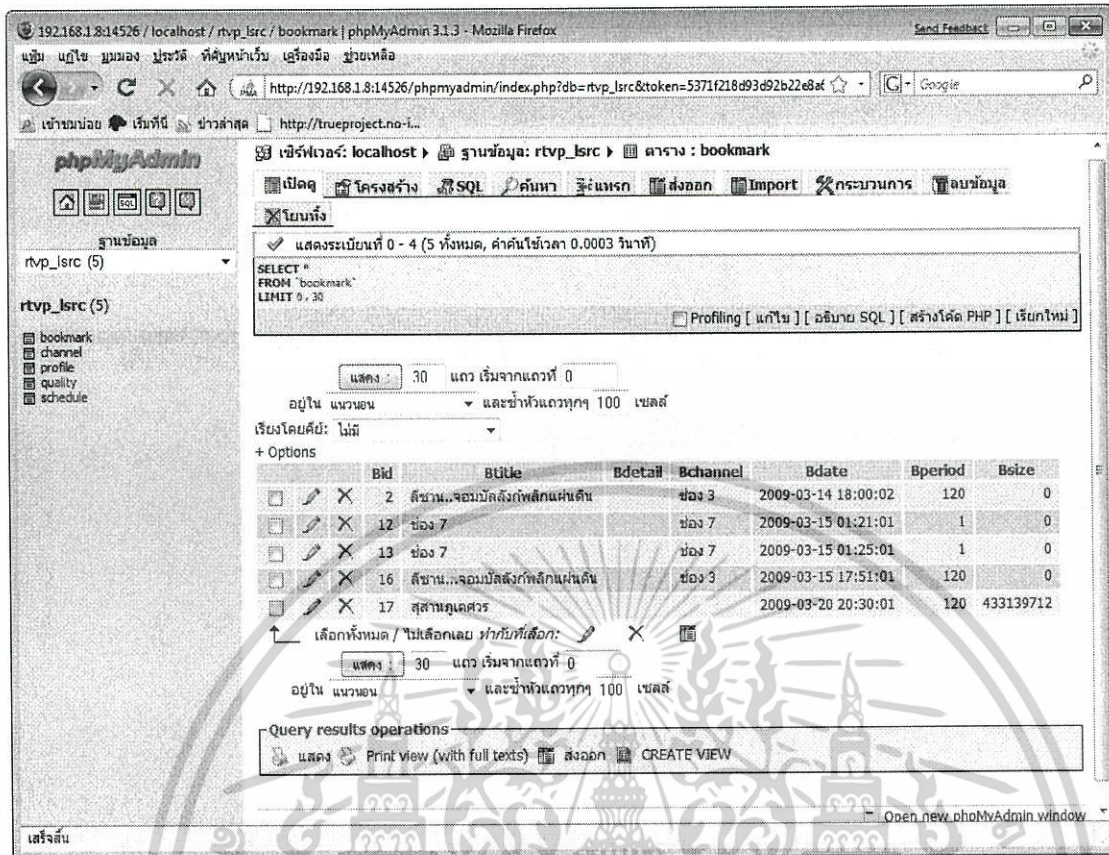 192.168.1.8:14526 / localhost / rtvp_lsrc / bookmark | phpMyAdmin 3.1.3 - Mozilla Firefox
Send Feedback
แฟ้ม แก้ไข มุมมอง ประวัติ ที่คั่นหน้าเว็บ เครื่องมือ ช่วยเหลือ
http://192.168.1.8:14526/phpmyadmin/index.php?db=rtvp_lsrc&token=5371f218d93d92b22e8a
Google
เข้าชมบ่อย เริ่มที่นี่ ข่าวล่าสุด http://trueproject.no-i...
phpMyAdmin
ฐานข้อมูล
rtvp_lsrc (5)
rtvp_lsrc (5)
bookmark
channel
profile
quality
schedule
เซิร์ฟเวอร์: localhost ▸ ฐานข้อมูล: rtvp_lsrc ▸ ตาราง : bookmark
เปิดดู โครงสร้าง SQL ค้นหา แทรก ส่งออก Import กระบวนการ ลบข้อมูล
โยนทิ้ง
แสดงระเบียนที่ 0 - 4 (5 ทั้งหมด, คำค้นใช้เวลา 0.0003 วินาที)
SELECT *
FROM `bookmark`
LIMIT 0 , 30
Profiling [ แก้ไข ] [ อธิบาย SQL ] [ สร้างโค้ด PHP ] [ เรียกใหม่ ]
แสดง : 30 แถว เริ่มจากแถวที่ 0
อยู่ใน แนวนอน และซ้ำหัวแถวทุกๆ 100 เซลล์
เรียงโดยคีย์: ไม่มี
+ Options
Bid Btitle Bdetail Bchannel Bdate Bperiod Bsize
2 ลีซาน..จอมบัลลังก์พลิกแผ่นดิน ช่อง 3 2009-03-14 18:00:02 120 0
12 ช่อง 7 ช่อง 7 2009-03-15 01:21:01 1 0
13 ช่อง 7 ช่อง 7 2009-03-15 01:25:01 1 0
16 ลีซาน...จอมบัลลังก์พลิกแผ่นดิน ช่อง 3 2009-03-15 17:51:01 120 0
17 สุสานภูเตศวร 2009-03-20 20:30:01 120 433139712
เลือกทั้งหมด / ไม่เลือกเลย ทำกับที่เลือก:
แสดง : 30 แถว เริ่มจากแถวที่ 0
อยู่ใน แนวนอน และซ้ำหัวแถวทุกๆ 100 เซลล์
Query results operations
แสดง Print view (with full texts) ส่งออก CREATE VIEW
Open new phpMyAdmin window
เสร็จสิ้น